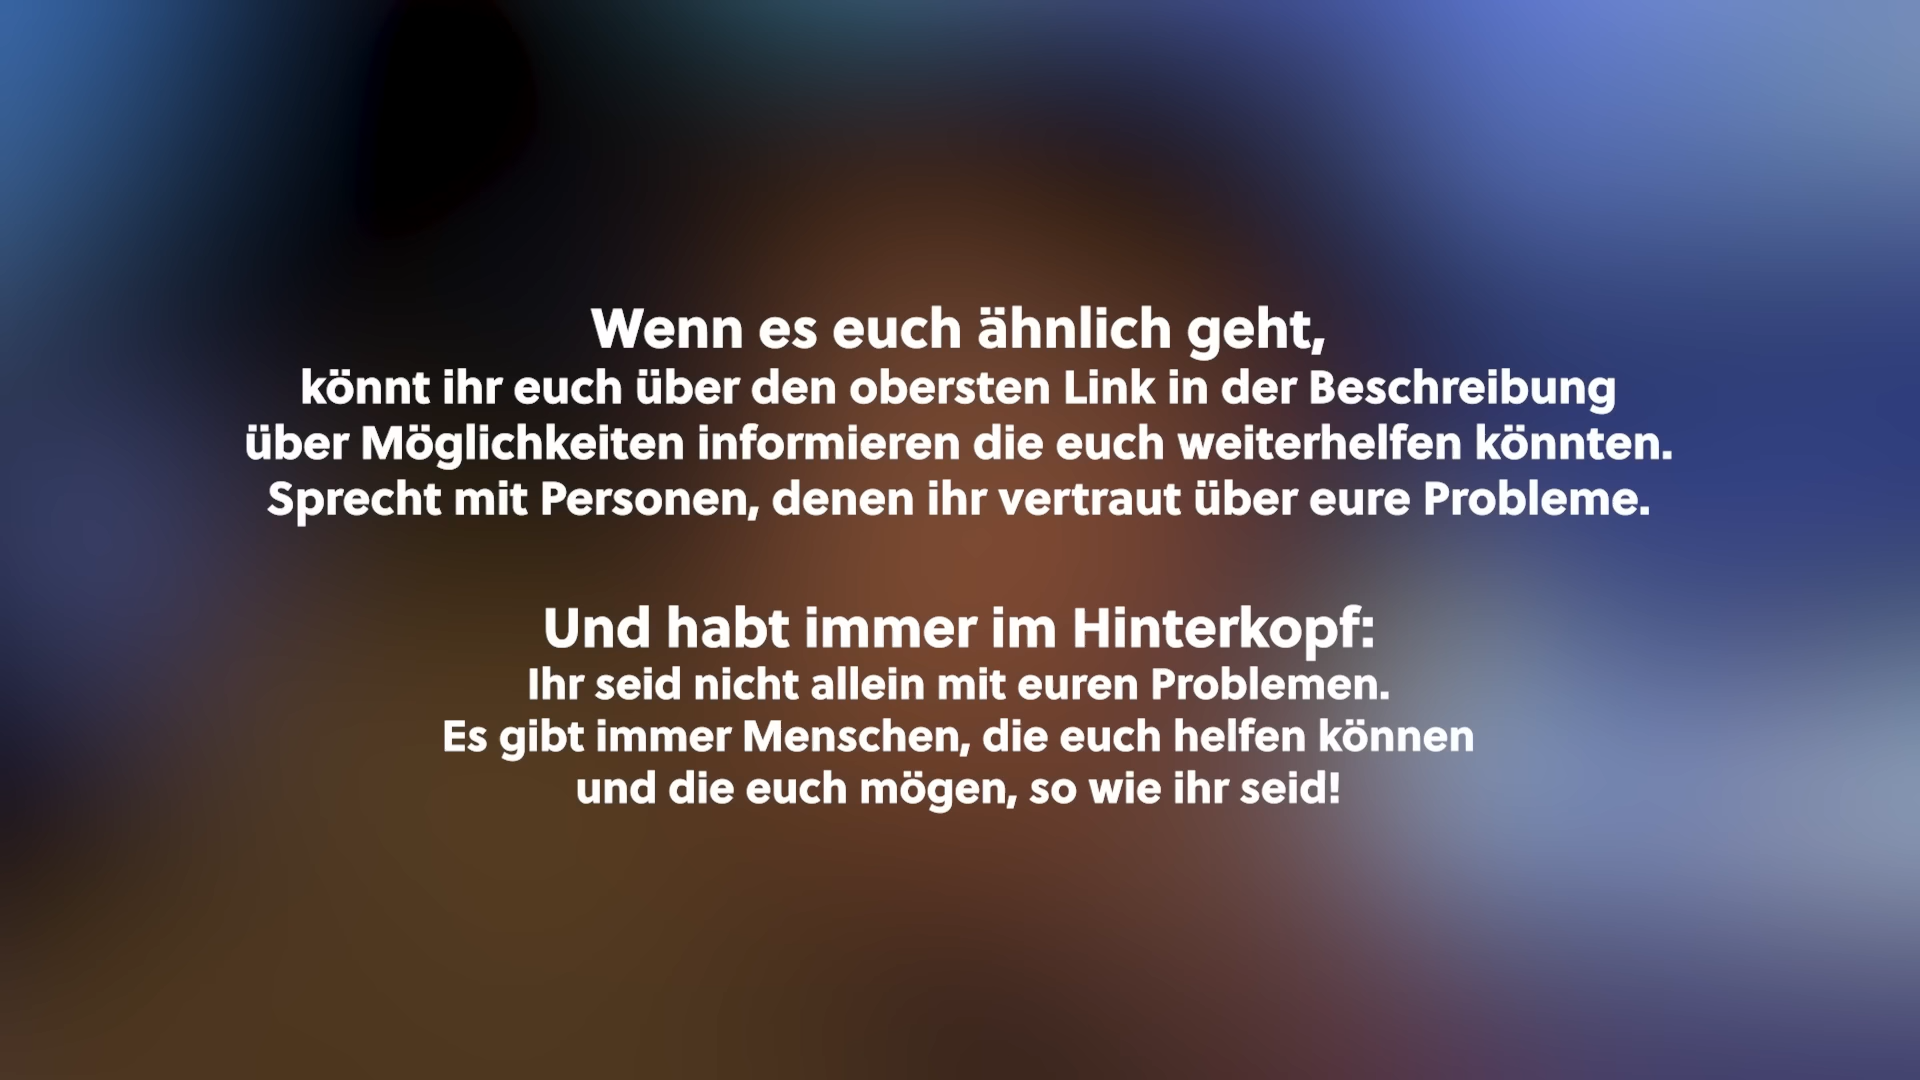 Wenn es euch ähnlich geht,
könnt ihr euch über den obersten Link in der Beschreibung
über Möglichkeiten informieren die euch weiterhelfen könnten.
Sprecht mit Personen, denen ihr vertraut über eure Probleme.
Und habt immer im Hinterkopf:
Ihr seid nicht allein mit euren Problemen.
Es gibt immer Menschen, die euch helfen können
und die euch mögen, so wie ihr seid!